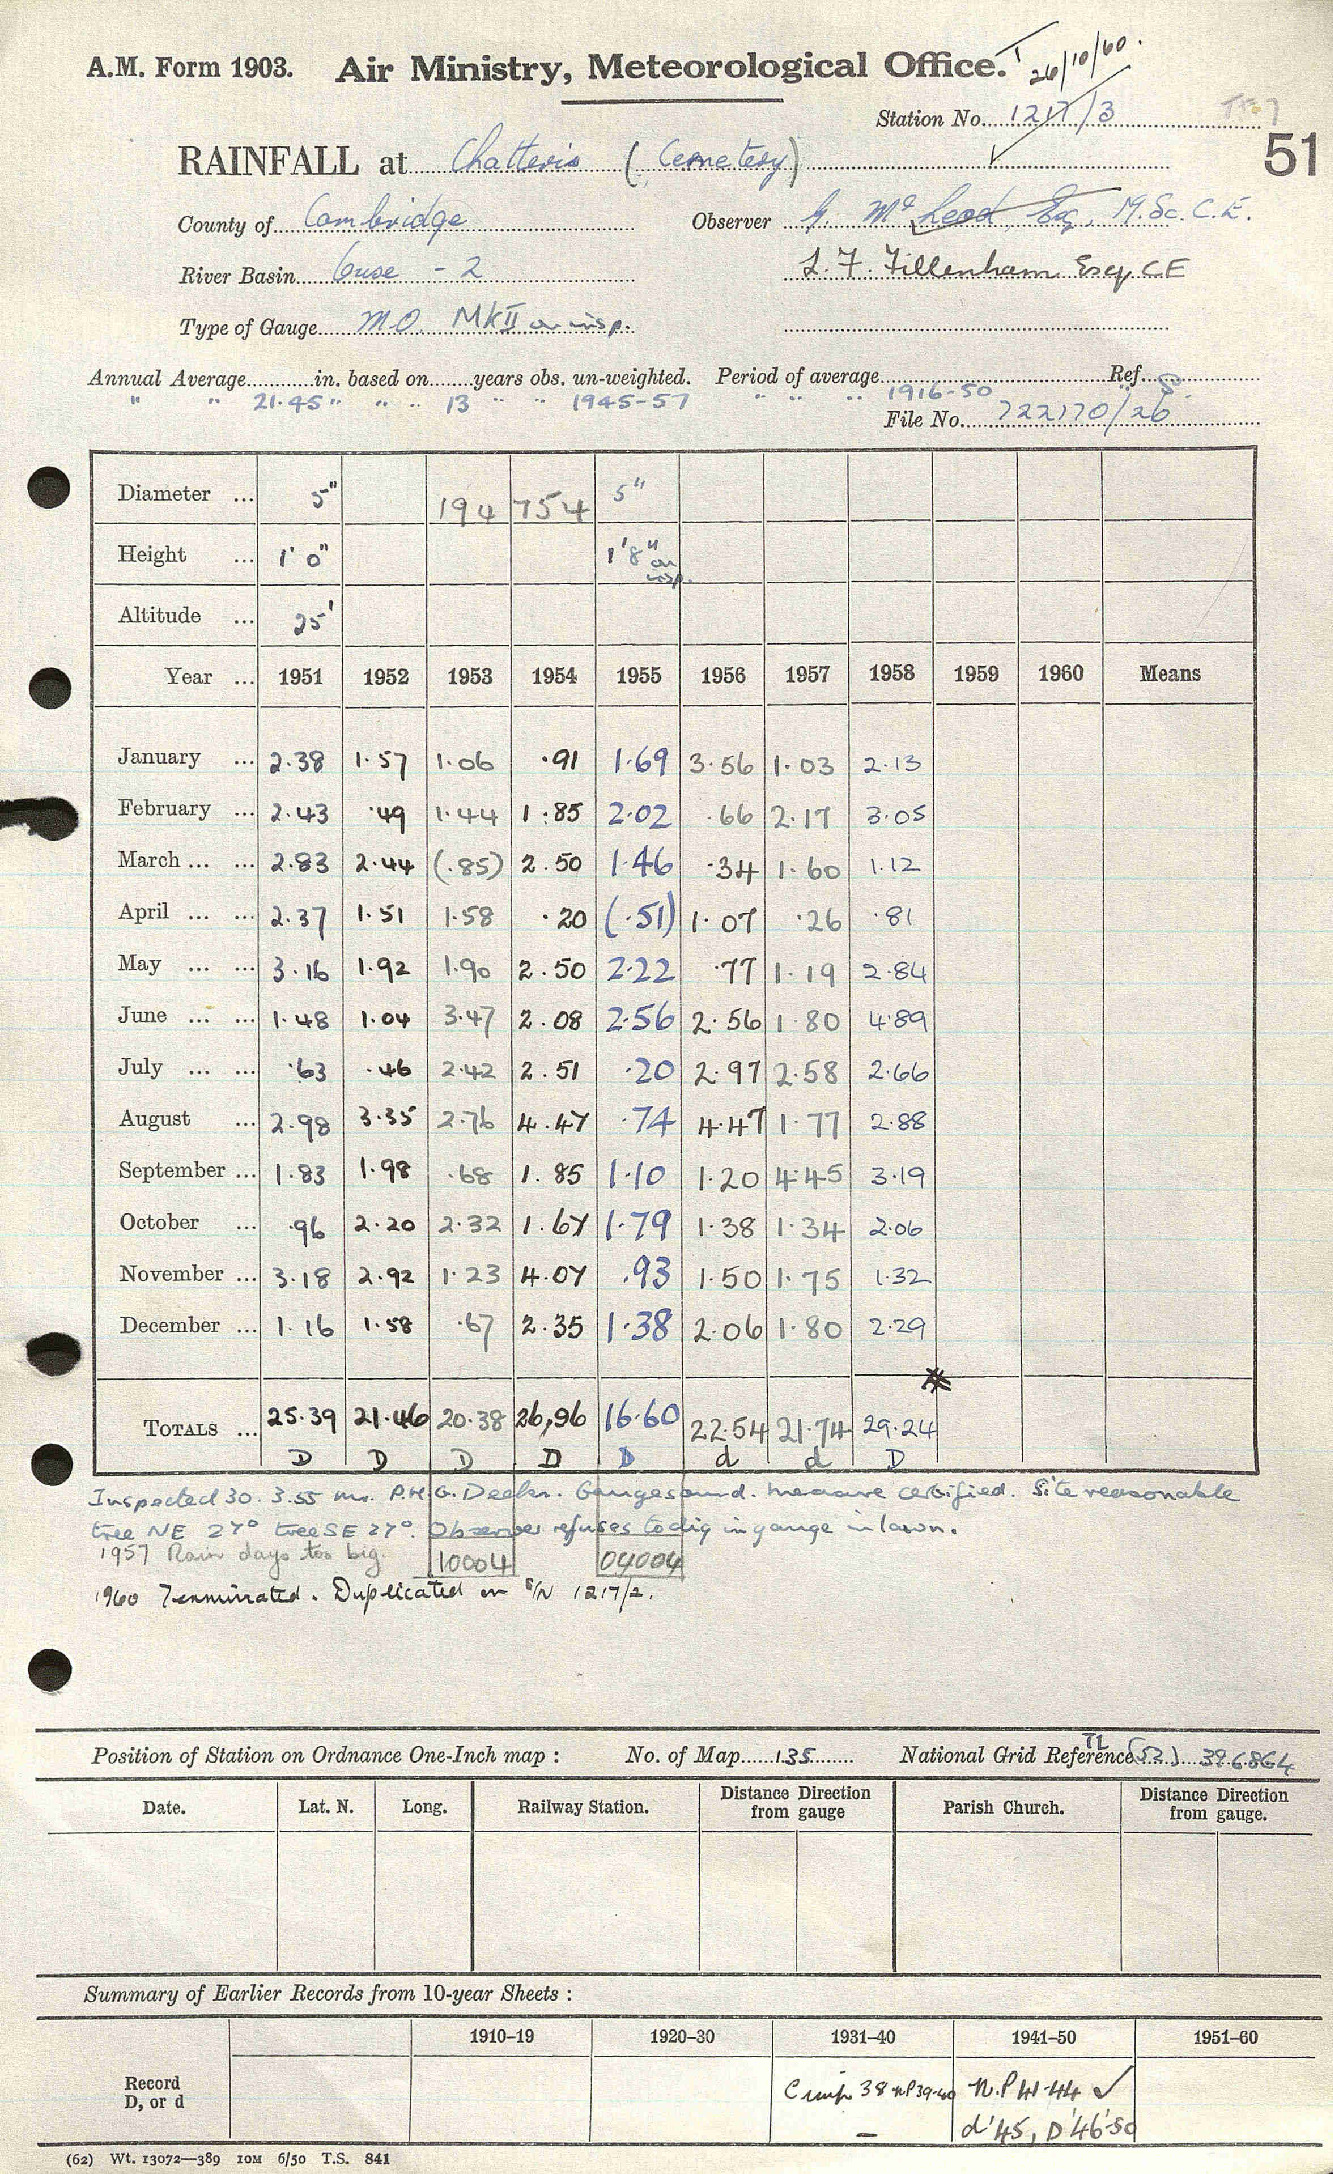 A.M. Form 1903. Air Ministry, Meteorological Office. T 26/10/60.
Station No. 1217/3
51
RAINFALL at Chatteris (Cemetery)
County of Cambridge Observer G. McLeod Esq, M.Sc. C.E.
River Basin Ouse - 2 L. F. Fillenham Esq CE
Type of Gauge M.O. Mk II on insp.
Annual Average in. based on years obs. un-weighted. Period of average Ref.
" " 21.45 " " " 13 " " 1945-57 " " " 1916-50
File No. 722170/26
Diameter ... 5" 194 754 5"
Height ... 1' 0" 1'8" on insp.
Altitude ... 25'
Year ... 1951 1952 1953 1954 1955 1956 1957 1958 1959 1960 Means
January ... 2.38 1.57 1.06 .91 1.69 3.56 1.03 2.13
February ... 2.43 .49 1.44 1.85 2.02 .66 2.17 3.05
March ... ... 2.83 2.44 (.85) 2.50 1.46 .34 1.60 1.12
April ... ... 2.37 1.51 1.58 .20 (.51) 1.07 .26 .81
May ... ... 3.16 1.92 1.90 2.50 2.22 .77 1.19 2.84
June ... ... 1.48 1.04 3.47 2.08 2.56 2.56 1.80 4.89
July ... ... .63 .46 2.42 2.51 .20 2.97 2.58 2.66
August ... 2.98 3.35 2.76 4.47 .74 4.47 1.77 2.88
September ... 1.83 1.98 .68 1.85 1.10 1.20 4.45 3.19
October ... .96 2.20 2.32 1.67 1.79 1.38 1.34 2.06
November ... 3.18 2.92 1.23 4.07 .93 1.50 1.75 1.32
December ... 1.16 1.58 .67 2.35 1.38 2.06 1.80 2.29
TOTALS ... 25.39 21.46 20.38 26,96 16.60 22.54 21.74 29.24
D D D D D d d D
Inspected 30.3.55 Mr. P.H.G. Gauge sound. measure certified. Site reasonable
tree NE 27° tree SE 27°. Observer refuses to dig in gauge in lawn.
1957 Rain days too big. 10004 04004
1960 Terminated. Duplicated on S/N 1217/2.
Position of Station on Ordnance One-Inch map : No. of Map 135 National Grid Reference TL (52) 396864
Date. Lat. N. Long. Railway Station. Distance Direction from gauge Parish Church. Distance Direction from gauge.
Summary of Earlier Records from 10-year Sheets :
1910-19 1920-30 1931-40 1941-50 1951-60
Record D, or d 38 NP39-40 N.P 41-44 ✓
– d'45, D'46-50
(62) Wt. 13072—389 10M 6/50 T.S. 841